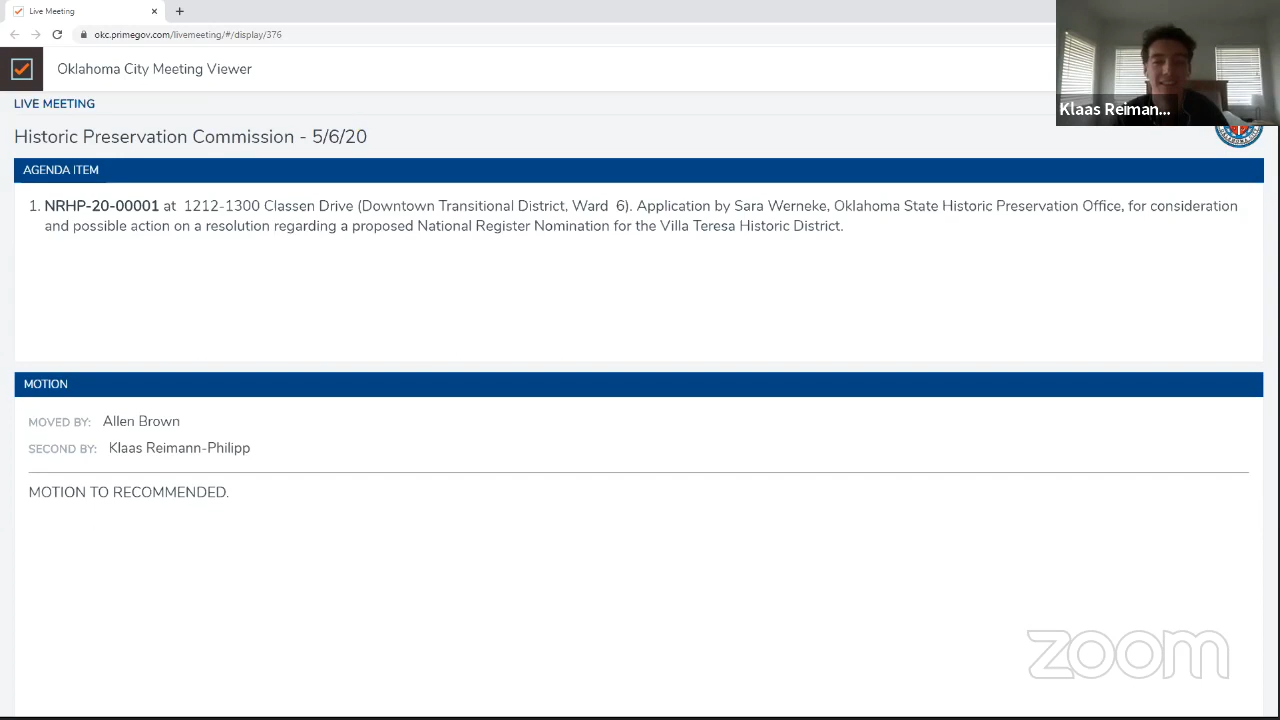 Live Meeting
okc.primegov.com/livemeeting/#/display/376
Oklahoma City Meeting Viewer
Klaas Reiman...
LIVE MEETING
Historic Preservation Commission - 5/6/20
AGENDA ITEM
1. NRHP-20-00001 at 1212-1300 Classen Drive (Downtown Transitional District, Ward 6). Application by Sara Werneke, Oklahoma State Historic Preservation Office, for consideration
and possible action on a resolution regarding a proposed National Register Nomination for the Villa Teresa Historic District.
MOTION
MOVED BY: Allen Brown
SECOND BY: Klaas Reimann-Philipp
MOTION TO RECOMMENDED.
zoom